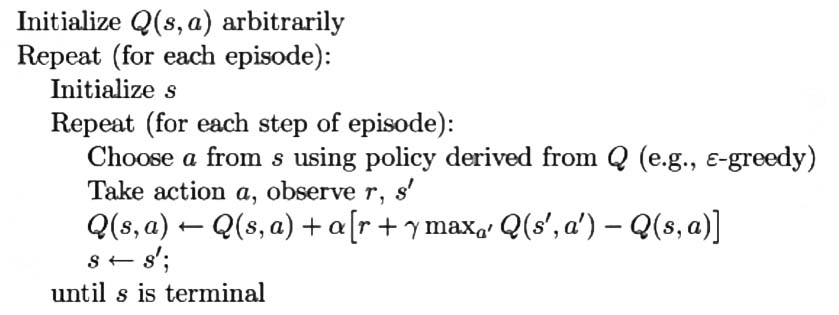 Initialize Q(s, a) arbitrarily
Repeat (for each episode):
Initialize s
Repeat (for each step of episode):
Choose a from s using policy derived from Q (e.g., ε-greedy)
Take action a, observe r, s′
Q(s, a) ← Q(s, a) + α[r + γ maxₐ′ Q(s′, a′) − Q(s, a)]
s ← s′;
until s is terminal